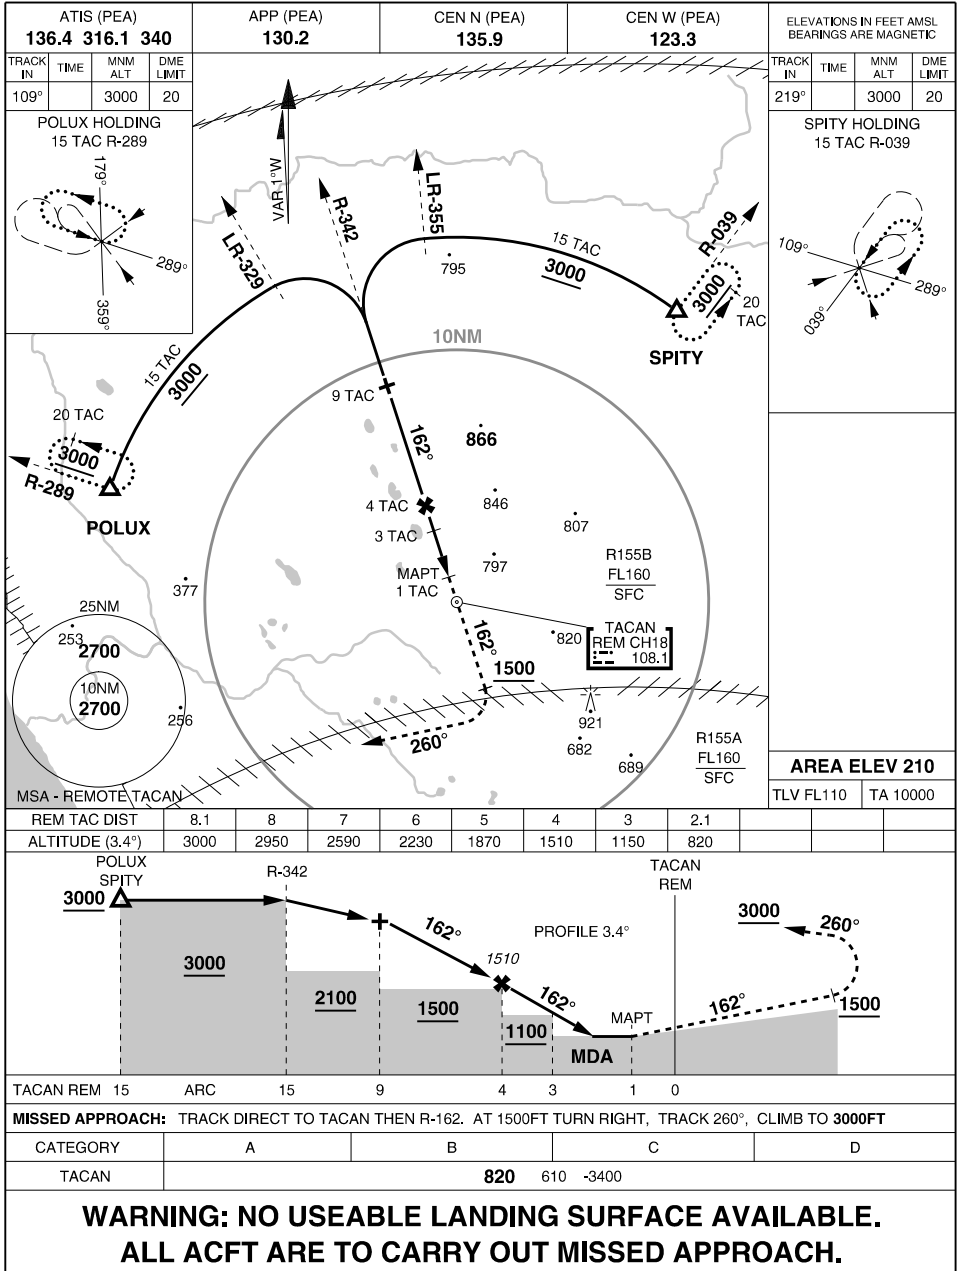 ATIS (PEA)
136.4 316.1 340
APP (PEA)
130.2
CEN N (PEA)
135.9
CEN W (PEA)
123.3
ELEVATIONS IN FEET AMSL
BEARINGS ARE MAGNETIC
TRACK IN TIME MNM ALT DME LIMIT
109° 3000 20
POLUX HOLDING
15 TAC R-289
179°
289°
359°
TRACK IN TIME MNM ALT DME LIMIT
219° 3000 20
SPITY HOLDING
15 TAC R-039
109°
289°
039°
VAR 1°W
LR-329
R-342
LR-355
R-039
795
15 TAC
3000
3000
20 TAC
SPITY
10NM
15 TAC
3000
9 TAC
20 TAC
3000
R-289
POLUX
162°
866
4 TAC
846
807
3 TAC
797
MAPT
1 TAC
R155B
FL160
SFC
377
25NM
253
2700
10NM
2700
256
MSA - REMOTE TACAN
162°
820
TACAN
REM CH18
108.1
1500
260°
921
682
689
R155A
FL160
SFC
AREA ELEV 210
TLV FL110 TA 10000
REM TAC DIST 8.1 8 7 6 5 4 3 2.1
ALTITUDE (3.4°) 3000 2950 2590 2230 1870 1510 1150 820
POLUX
SPITY
3000
R-342
TACAN
REM
3000
260°
162°
PROFILE 3.4°
3000
1510
2100
1500
162°
MAPT
162°
1500
1100
MDA
TACAN REM 15 ARC 15 9 4 3 1 0
MISSED APPROACH: TRACK DIRECT TO TACAN THEN R-162. AT 1500FT TURN RIGHT, TRACK 260°, CLIMB TO 3000FT
CATEGORY A B C D
TACAN 820 610 -3400
WARNING: NO USEABLE LANDING SURFACE AVAILABLE.
ALL ACFT ARE TO CARRY OUT MISSED APPROACH.